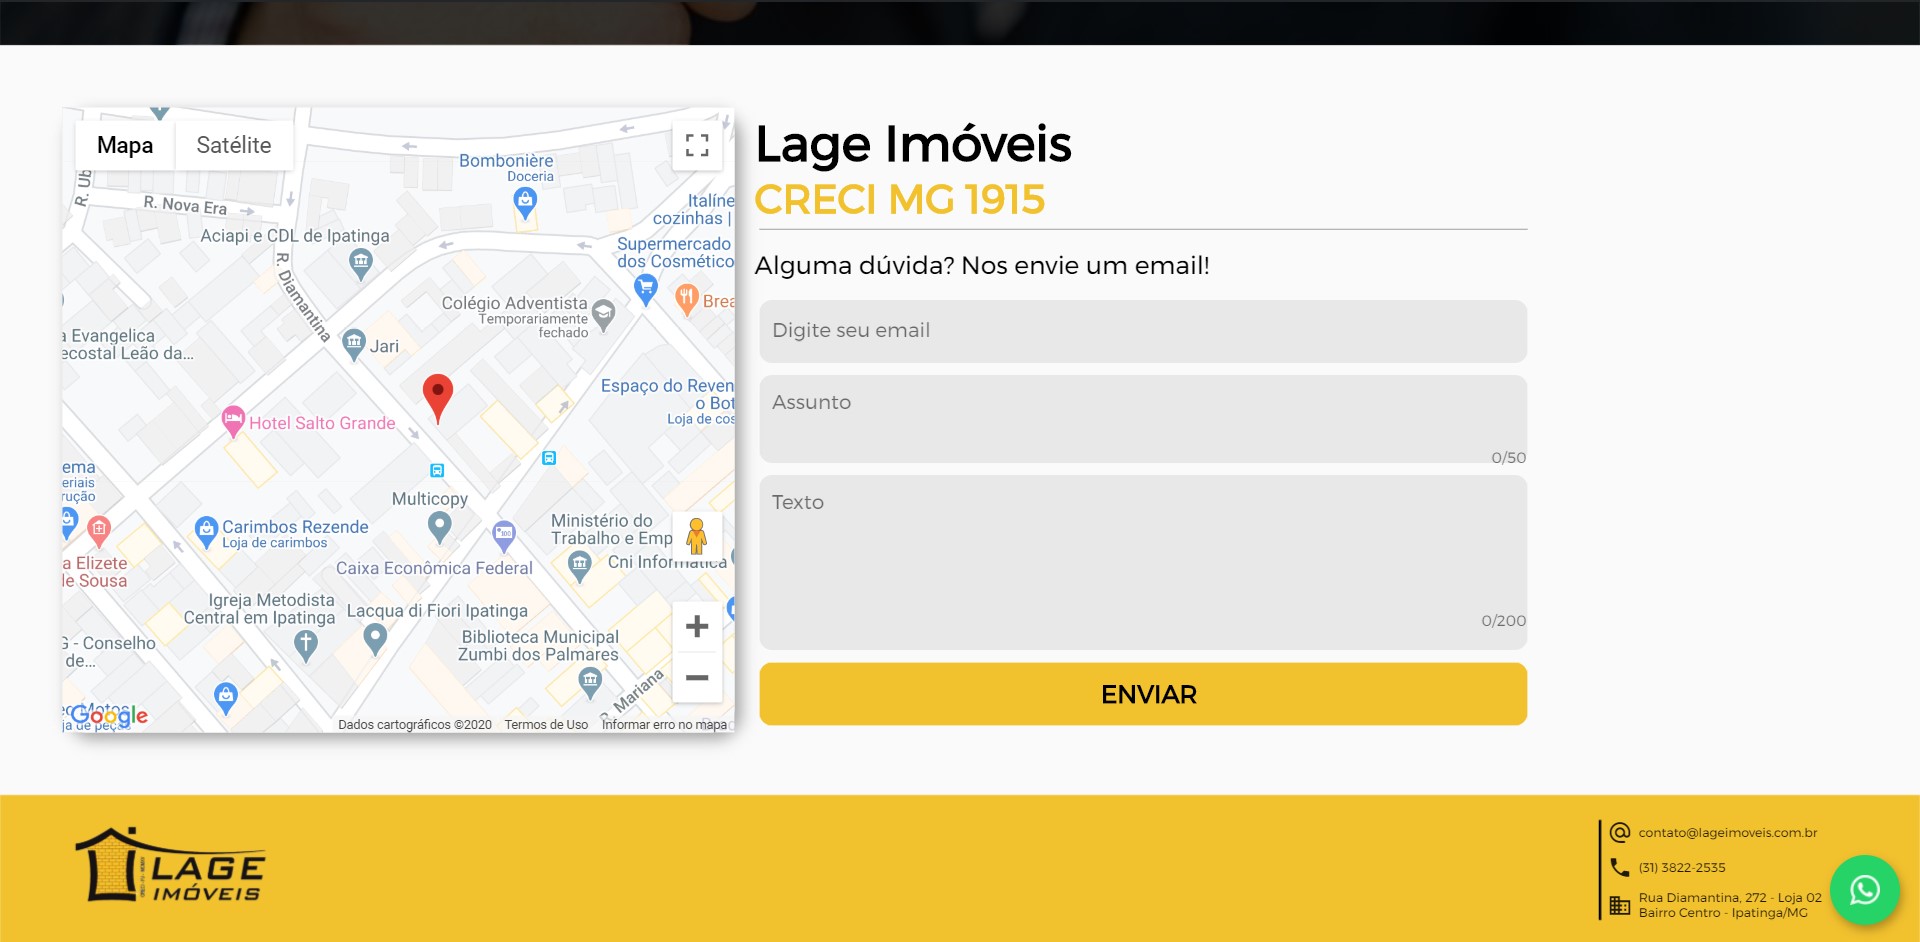 Mapa
Satélite
R. Nova Era
Bombonière
Doceria
Aciapi e CDL de Ipatinga
Supermercado
dos Cosmético
R. Diamantina
Colégio Adventista
Temporariamente
fechado
Jari
a Evangelica
ecostal Leão da...
Espaço do Reven
o Bot
Loja de cos
Hotel Salto Grande
Italíne
cozinhas |
Brea
ema
eriais
rução
Multicopy
Carimbos Rezende
Loja de carimbos
Ministério do
Trabalho e Emp
Cni Informática
a Elizete
de Sousa
Caixa Econômica Federal
Igreja Metodista
Central em Ipatinga
Lacqua di Fiori Ipatinga
Biblioteca Municipal
Zumbi dos Palmares
G - Conselho
de...
R. Mariana
Google
Dados cartográficos ©2020
Termos de Uso
Informar erro no mapa
Lage Imóveis
CRECI MG 1915
Alguma dúvida? Nos envie um email!
Digite seu email
Assunto
0/50
Texto
0/200
ENVIAR
LAGE
IMÓVEIS
contato@lageimoveis.com.br
(31) 3822-2535
Rua Diamantina, 272 - Loja 02
Bairro Centro - Ipatinga/MG